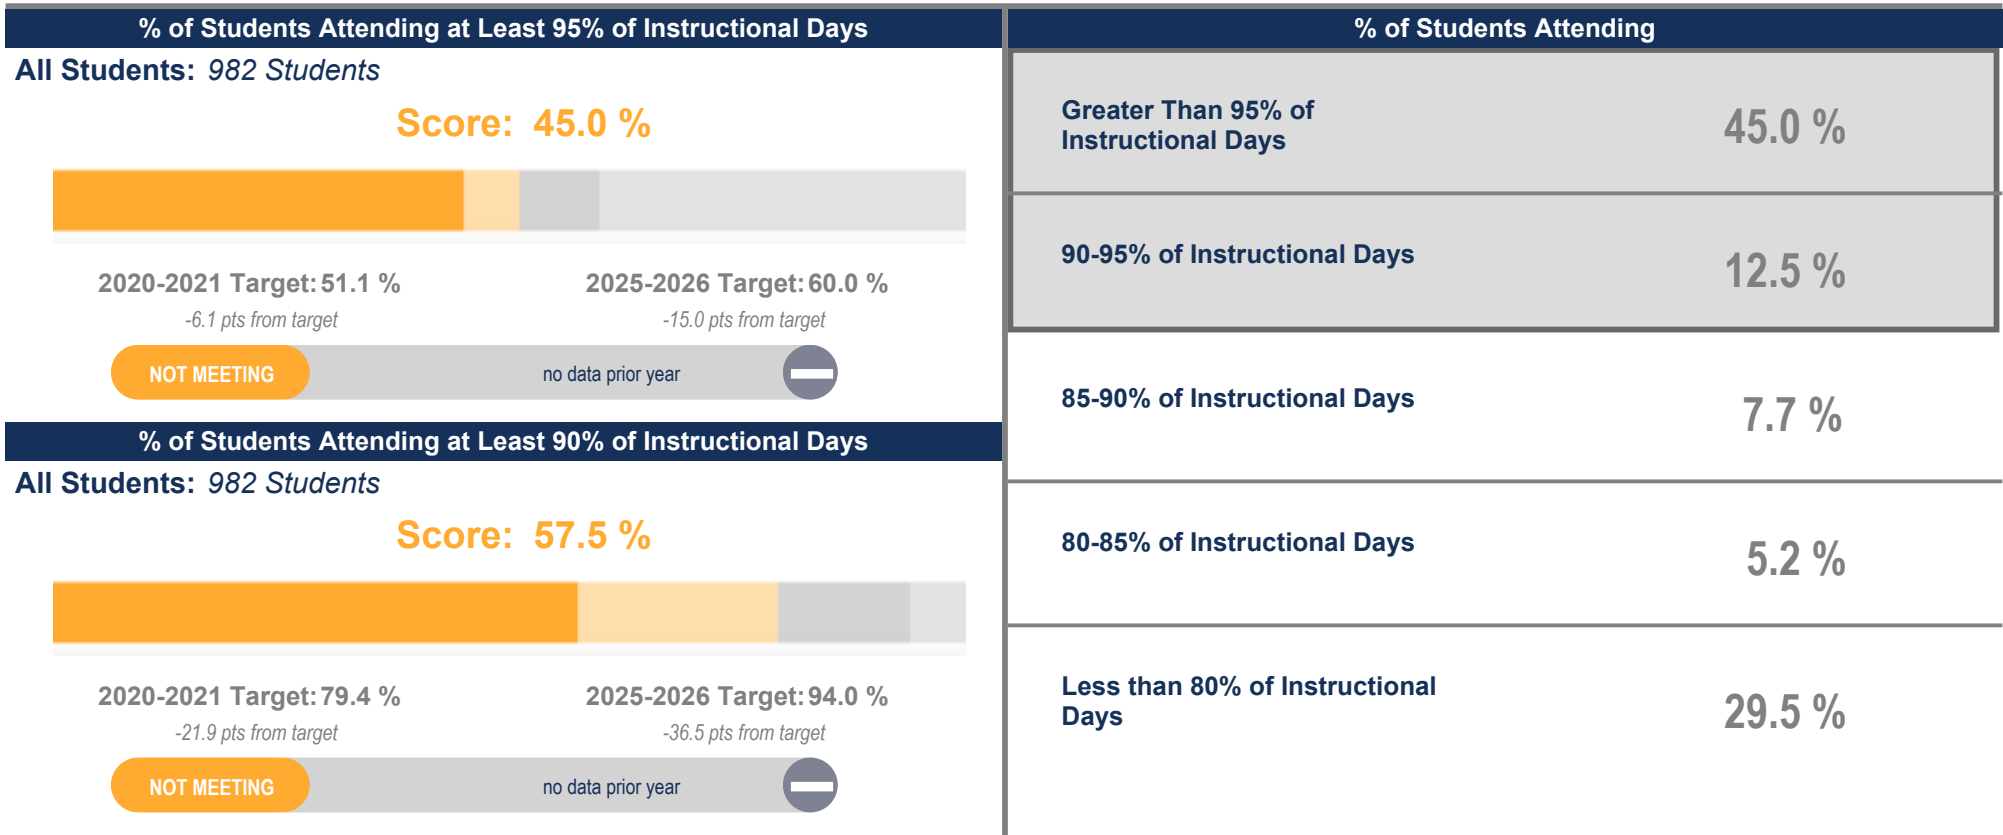 % of Students Attending at Least 95% of Instructional Days
All Students: 982 Students
Score: 45.0 %
2020-2021 Target: 51.1 %
-6.1 pts from target
2025-2026 Target: 60.0 %
-15.0 pts from target
NOT MEETING
no data prior year
% of Students Attending at Least 90% of Instructional Days
All Students: 982 Students
Score: 57.5 %
2020-2021 Target: 79.4 %
-21.9 pts from target
2025-2026 Target: 94.0 %
-36.5 pts from target
NOT MEETING
no data prior year
% of Students Attending
Greater Than 95% of
Instructional Days
45.0 %
90-95% of Instructional Days
12.5 %
85-90% of Instructional Days
7.7 %
80-85% of Instructional Days
5.2 %
Less than 80% of Instructional
Days
29.5 %